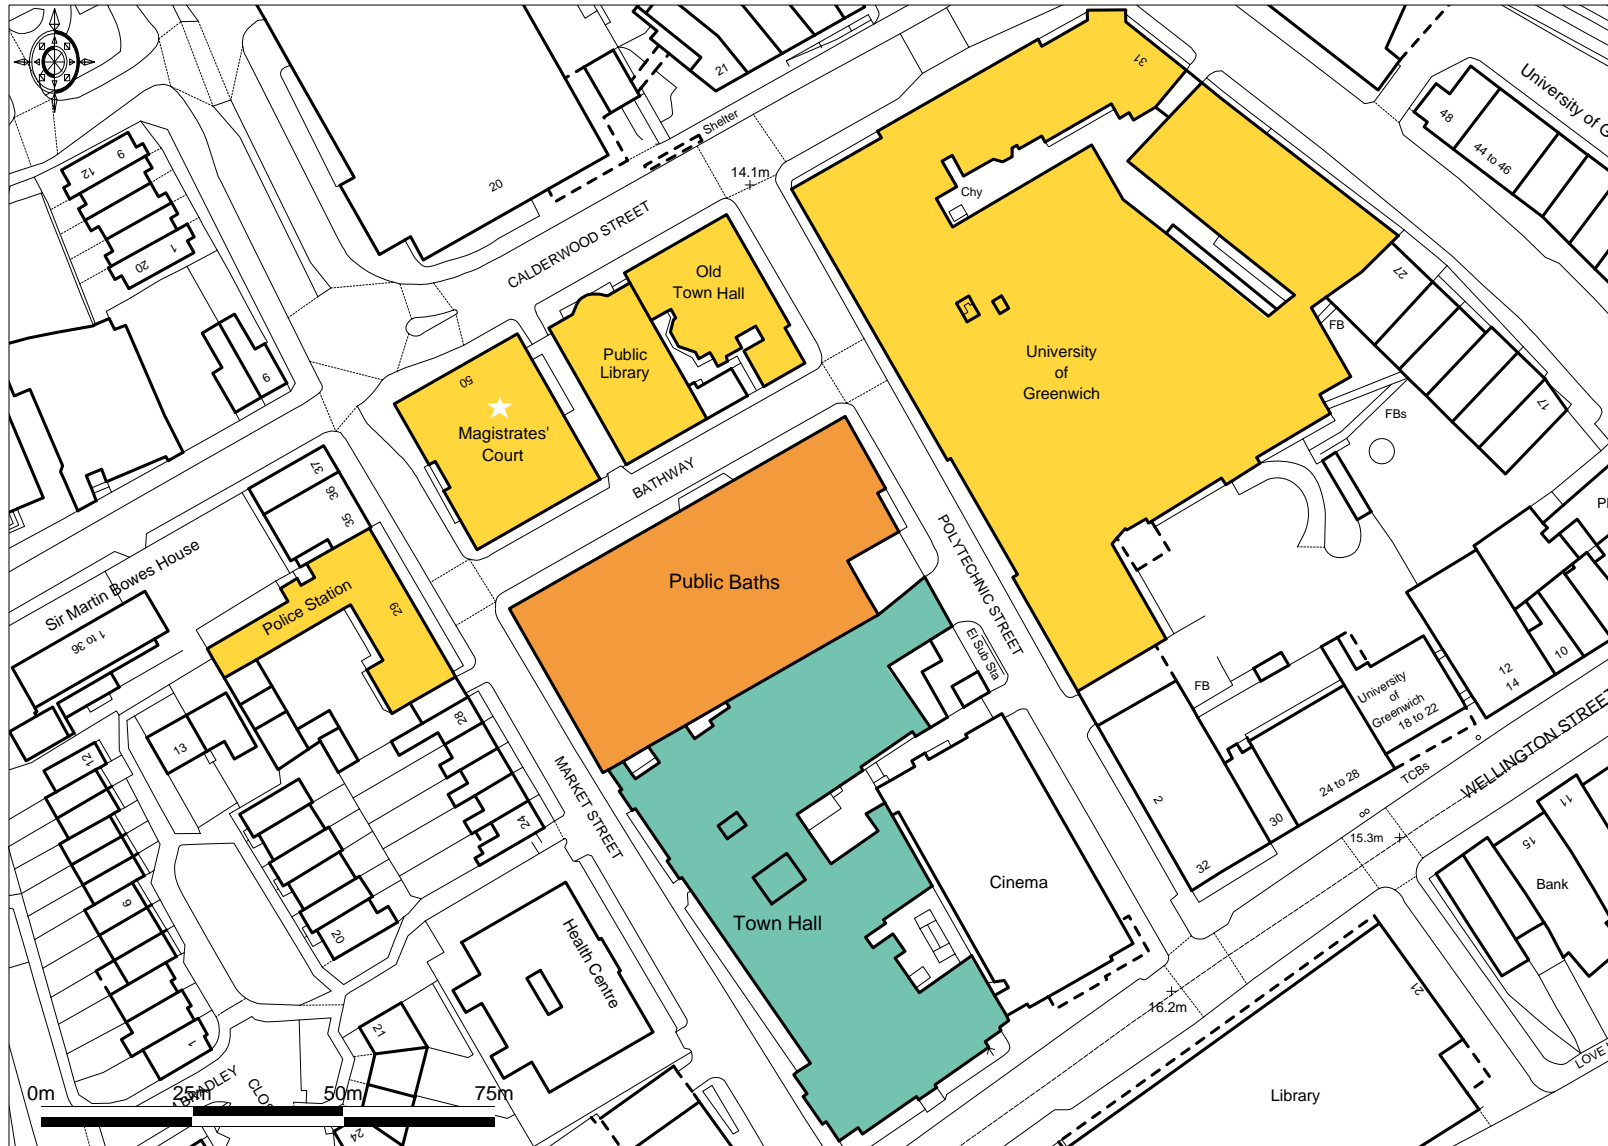 31
University of G
48
44 to 46
21
Shelter
14.1m
20
9
12
1
20
9
CALDERWOOD STREET
Chy
Old
Town Hall
Public
Library
50
Magistrates'
Court
27
FB
University
of
Greenwich
FBs
17
BATHWAY
37
36
35
Sir Martin Bowes House
1 to 36
Police Station
29
Public Baths
POLYTECHNIC STREET
El Sub Sta
FB
University
of
Greenwich
18 to 22
12
14
10
WELLINGTON STREET
TCBs
24 to 28
30
2
32
15.3m
11
15
Bank
13
28
24
12
9
1
20
MARKET STREET
Health Centre
Town Hall
Cinema
16.2m
21
Library
21
24
BRADLEY
CLOS
0m
25m
50m
75m